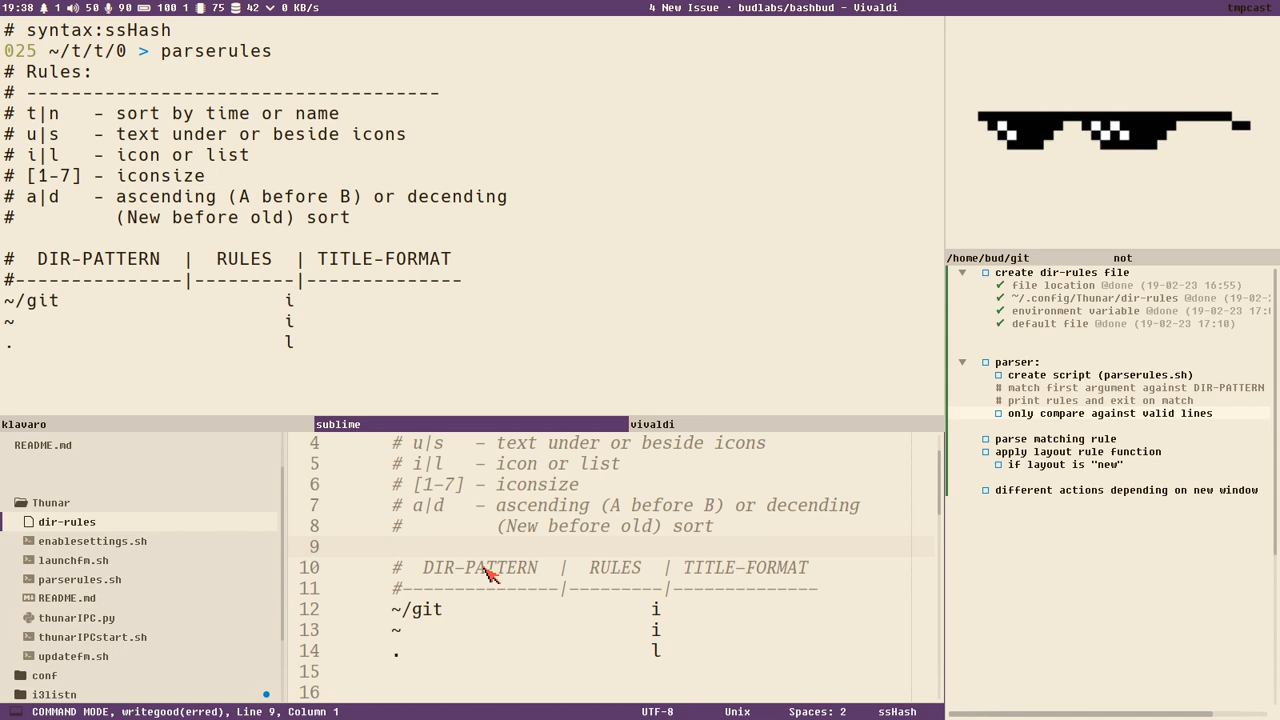 19:38 1 50 90 100 1 75 42 0 KB/s 4 New Issue · budlabs/bashbud - Vivaldi tmpcast
# syntax:ssHash
025 ~/t/t/0 > parserules
# Rules:
# -----------------------------------
# t|n   - sort by time or name
# u|s   - text under or beside icons
# i|l   - icon or list
# [1-7] - iconsize
# a|d   - ascending (A before B) or decending
#         (New before old) sort
#  DIR-PATTERN  |  RULES  | TITLE-FORMAT
#---------------|---------|--------------
~/git                      i
~                          i
.                          l
klavaro sublime vivaldi
README.md
Thunar
dir-rules
enablesettings.sh
launchfm.sh
parserules.sh
README.md
thunarIPC.py
thunarIPCstart.sh
updatefm.sh
conf
i3listn
4 # u|s   - text under or beside icons
5 # i|l   - icon or list
6 # [1-7] - iconsize
7 # a|d   - ascending (A before B) or decending
8 #         (New before old) sort
9
10 #  DIR-PATTERN  |  RULES  | TITLE-FORMAT
11 #---------------|---------|--------------
12 ~/git                      i
13 ~                          i
14 .                          l
15
16
COMMAND MODE, writegood(erred), Line 9, Column 1 UTF-8 Unix Spaces: 2 ssHash
/home/bud/git not
create dir-rules file
✔ file location @done (19-02-23 16:55)
✔ ~/.config/Thunar/dir-rules @done (19-02-2
✔ environment variable @done (19-02-23 17:0
✔ default file @done (19-02-23 17:10)
parser:
create script (parserules.sh)
# match first argument against DIR-PATTERN
# print rules and exit on match
only compare against valid lines
parse matching rule
apply layout rule function
if layout is "new"
different actions depending on new window